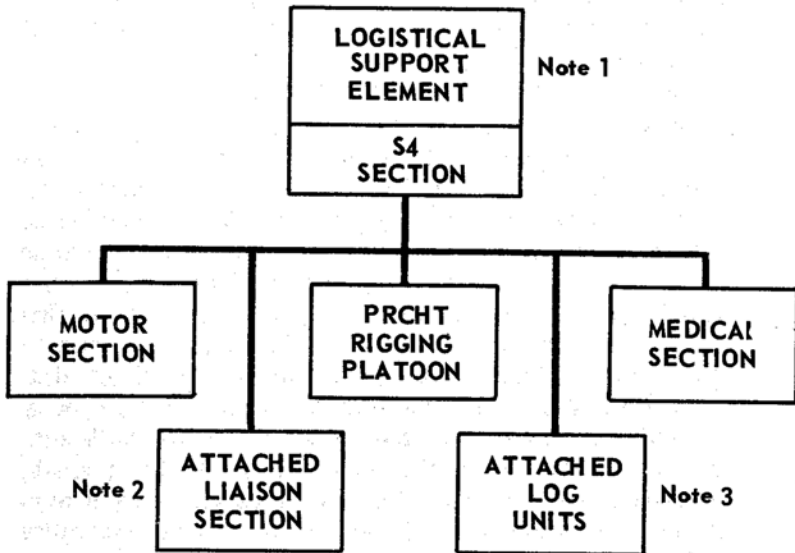 LOGISTICAL
SUPPORT
ELEMENT
Note 1
S4
SECTION
MOTOR
SECTION
PRCHT
RIGGING
PLATOON
MEDICAL
SECTION
Note 2
ATTACHED
LIAISON
SECTION
ATTACHED
LOG
UNITS
Note 3